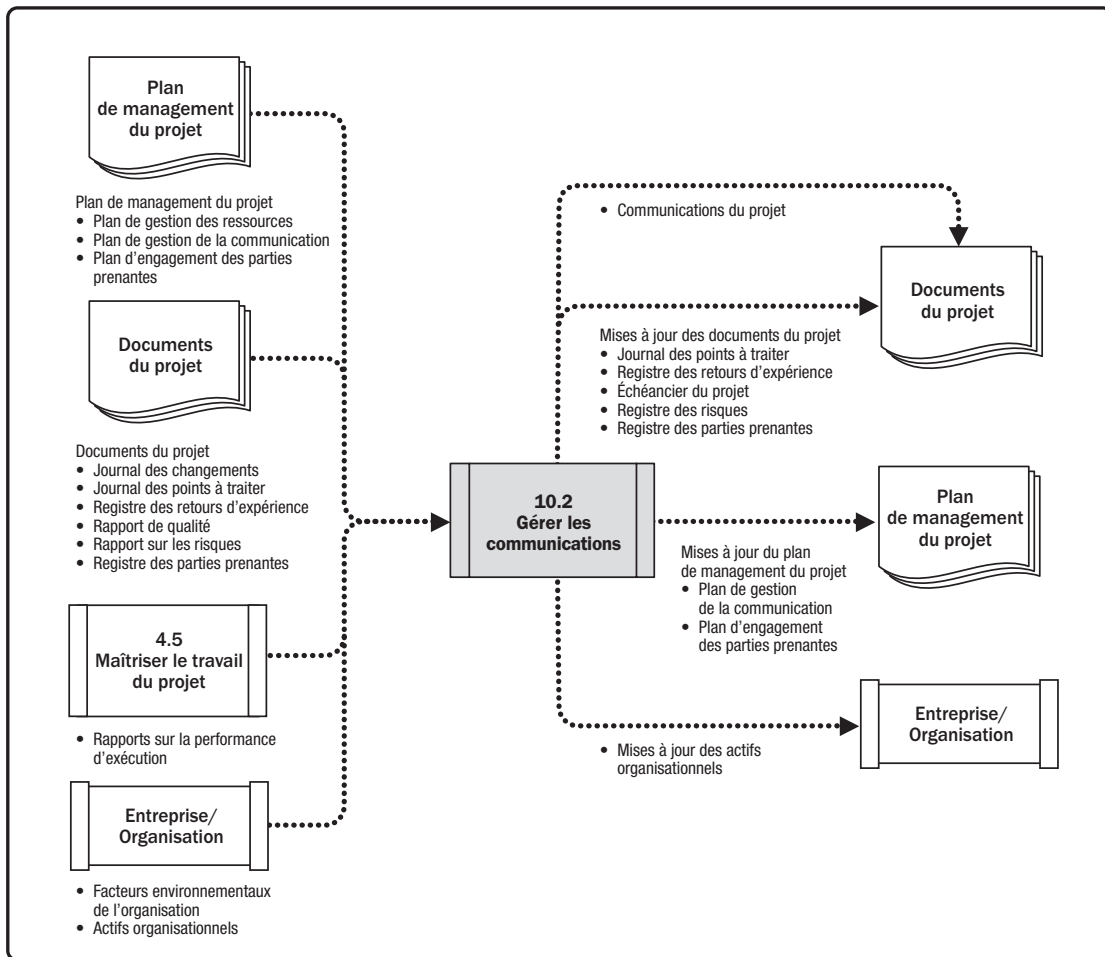 Plan
de management
du projet
Plan de management du projet
• Plan de gestion des ressources
• Plan de gestion de la communication
• Plan d'engagement des parties
prenantes
Documents
du projet
Documents du projet
• Journal des changements
• Journal des points à traiter
• Registre des retours d'expérience
• Rapport de qualité
• Rapport sur les risques
• Registre des parties prenantes
4.5
Maîtriser le travail
du projet
• Rapports sur la performance
d'exécution
Entreprise/
Organisation
• Facteurs environnementaux
de l'organisation
• Actifs organisationnels
10.2
Gérer les
communications
• Communications du projet
Documents
du projet
Mises à jour des documents du projet
• Journal des points à traiter
• Registre des retours d'expérience
• Échéancier du projet
• Registre des risques
• Registre des parties prenantes
Plan
de management
du projet
Mises à jour du plan
de management du projet
• Plan de gestion
de la communication
• Plan d'engagement
des parties prenantes
Entreprise/
Organisation
• Mises à jour des actifs
organisationnels